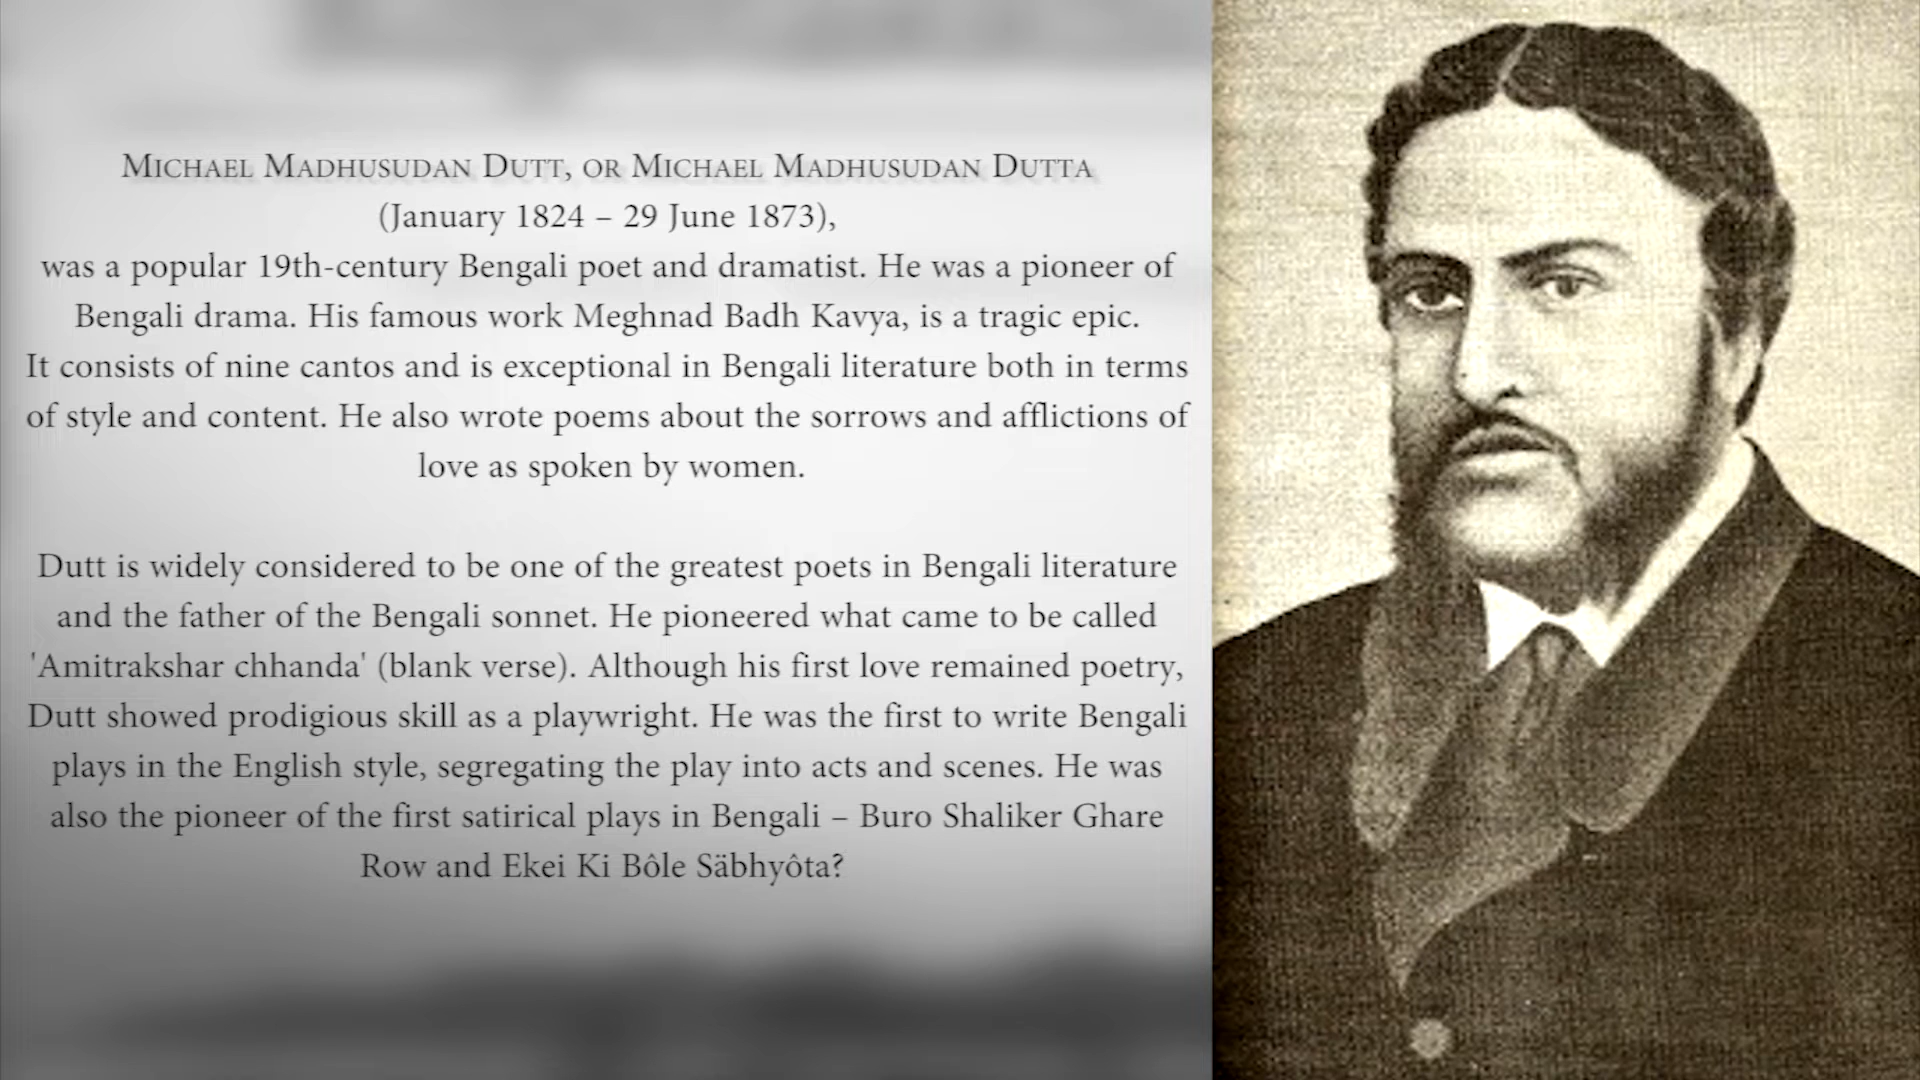 MICHAEL MADHUSUDAN DUTT, OR MICHAEL MADHUSUDAN DUTTA
(January 1824 – 29 June 1873),
was a popular 19th-century Bengali poet and dramatist. He was a pioneer of
Bengali drama. His famous work Meghnad Badh Kavya, is a tragic epic.
It consists of nine cantos and is exceptional in Bengali literature both in terms
of style and content. He also wrote poems about the sorrows and afflictions of
love as spoken by women.
Dutt is widely considered to be one of the greatest poets in Bengali literature
and the father of the Bengali sonnet. He pioneered what came to be called
'Amitrakshar chhanda' (blank verse). Although his first love remained poetry,
Dutt showed prodigious skill as a playwright. He was the first to write Bengali
plays in the English style, segregating the play into acts and scenes. He was
also the pioneer of the first satirical plays in Bengali – Buro Shaliker Ghare
Row and Ekei Ki Bôle Säbhyôta?